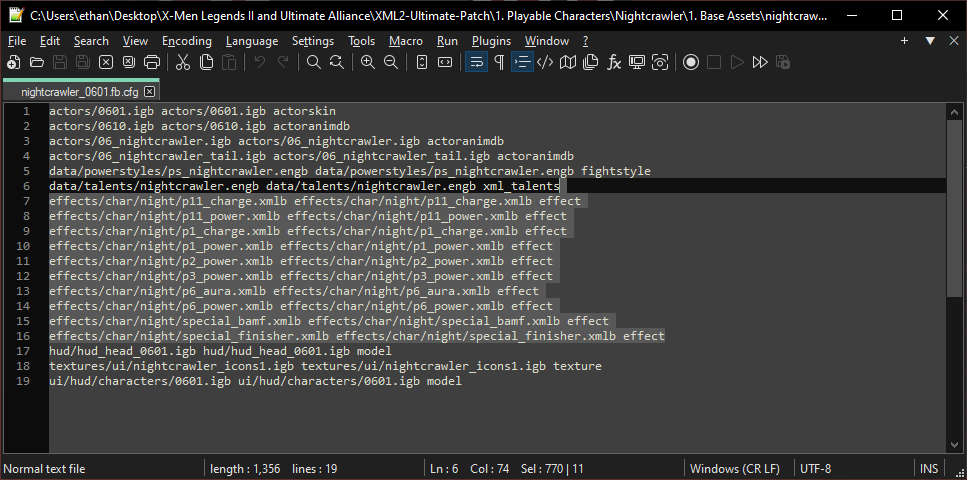 C:\Users\ethan\Desktop\X-Men Legends II and Ultimate Alliance\XML2-Ultimate-Patch\1. Playable Characters\Nightcrawler\1. Base Assets\nightcraw...
File Edit Search View Encoding Language Settings Tools Macro Run Plugins Window ?
nightcrawler_0601.fb.cfg
1 actors/0601.igb actors/0601.igb actorskin
2 actors/0610.igb actors/0610.igb actoranimdb
3 actors/06_nightcrawler.igb actors/06_nightcrawler.igb actoranimdb
4 actors/06_nightcrawler_tail.igb actors/06_nightcrawler_tail.igb actoranimdb
5 data/powerstyles/ps_nightcrawler.engb data/powerstyles/ps_nightcrawler.engb fightstyle
6 data/talents/nightcrawler.engb data/talents/nightcrawler.engb xml_talents
7 effects/char/night/p11_charge.xmlb effects/char/night/p11_charge.xmlb effect
8 effects/char/night/p11_power.xmlb effects/char/night/p11_power.xmlb effect
9 effects/char/night/p1_charge.xmlb effects/char/night/p1_charge.xmlb effect
10 effects/char/night/p1_power.xmlb effects/char/night/p1_power.xmlb effect
11 effects/char/night/p2_power.xmlb effects/char/night/p2_power.xmlb effect
12 effects/char/night/p3_power.xmlb effects/char/night/p3_power.xmlb effect
13 effects/char/night/p6_aura.xmlb effects/char/night/p6_aura.xmlb effect
14 effects/char/night/p6_power.xmlb effects/char/night/p6_power.xmlb effect
15 effects/char/night/special_bamf.xmlb effects/char/night/special_bamf.xmlb effect
16 effects/char/night/special_finisher.xmlb effects/char/night/special_finisher.xmlb effect
17 hud/hud_head_0601.igb hud/hud_head_0601.igb model
18 textures/ui/nightcrawler_icons1.igb textures/ui/nightcrawler_icons1.igb texture
19 ui/hud/characters/0601.igb ui/hud/characters/0601.igb model
Normal text file length : 1,356 lines : 19 Ln : 6 Col : 74 Sel : 770 | 11 Windows (CR LF) UTF-8 INS